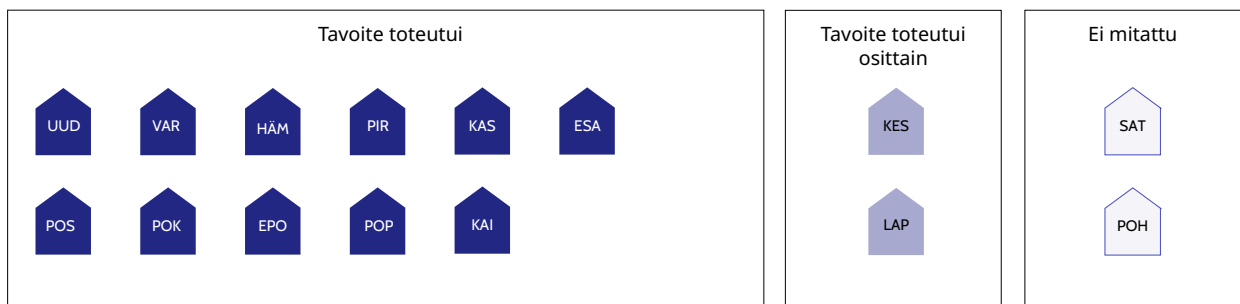 Tavoite toteutui
UUD VAR HÄM PIR KAS ESA
POS POK EPO POP KAI
Tavoite toteutui
osittain
KES
LAP
Ei mitattu
SAT
POH